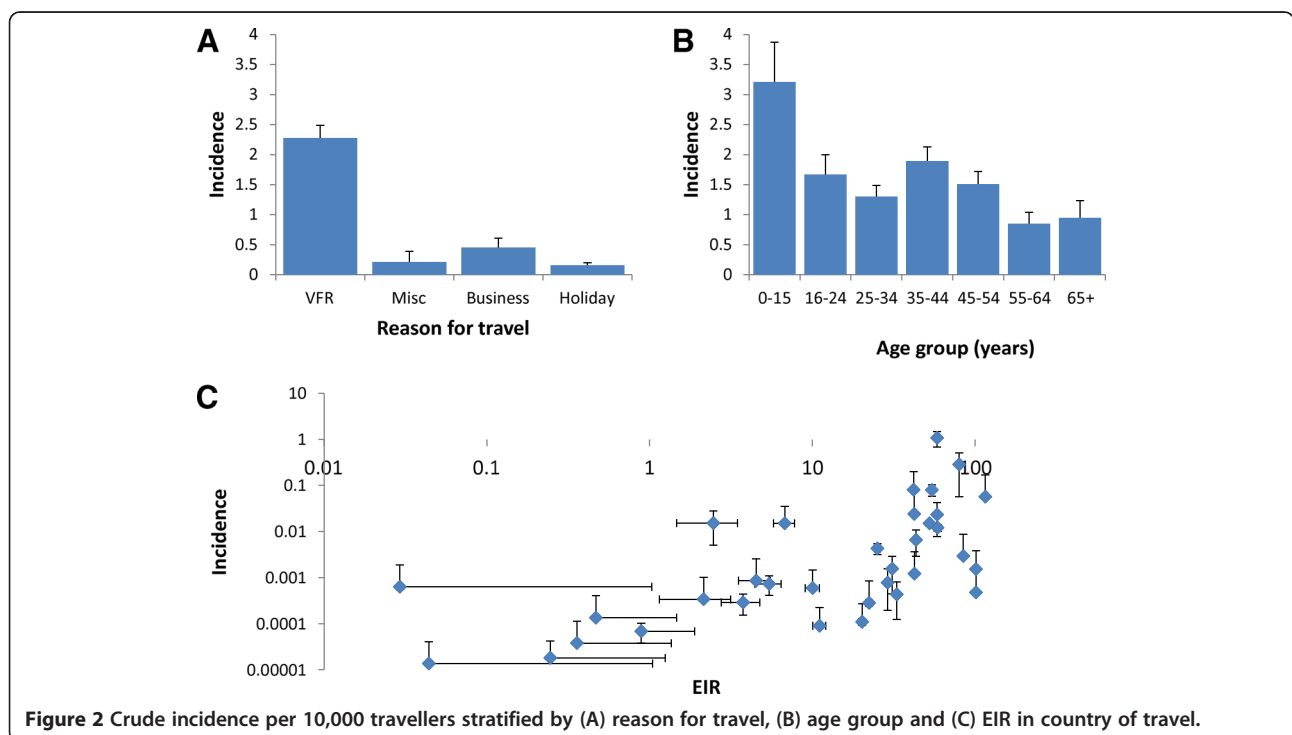 A
4
3.5
3
2.5
2
1.5
1
0.5
0
Incidence
VFR Misc Business Holiday
Reason for travel
B
4
3.5
3
2.5
2
1.5
1
0.5
0
Incidence
0-15 16-24 25-34 35-44 45-54 55-64 65+
Age group (years)
C
10
1
0.1
0.01
0.001
0.0001
0.00001
Incidence
0.01 0.1 1 10 100
EIR
Figure 2 Crude incidence per 10,000 travellers stratified by (A) reason for travel, (B) age group and (C) EIR in country of travel.